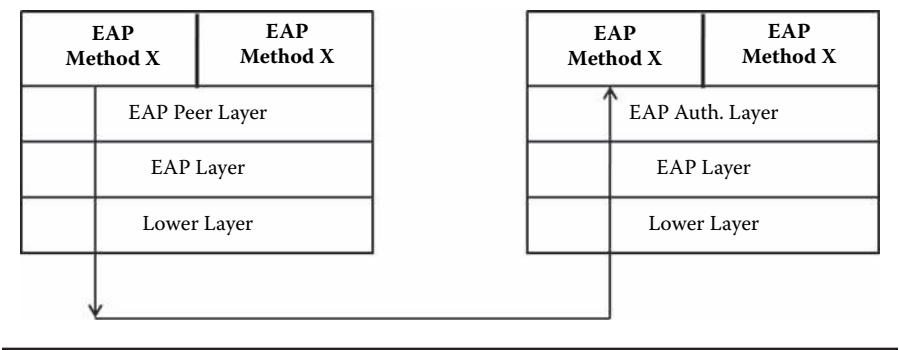 EAP
Method X
EAP
Method X
EAP Peer Layer
EAP Layer
Lower Layer
EAP
Method X
EAP
Method X
EAP Auth. Layer
EAP Layer
Lower Layer